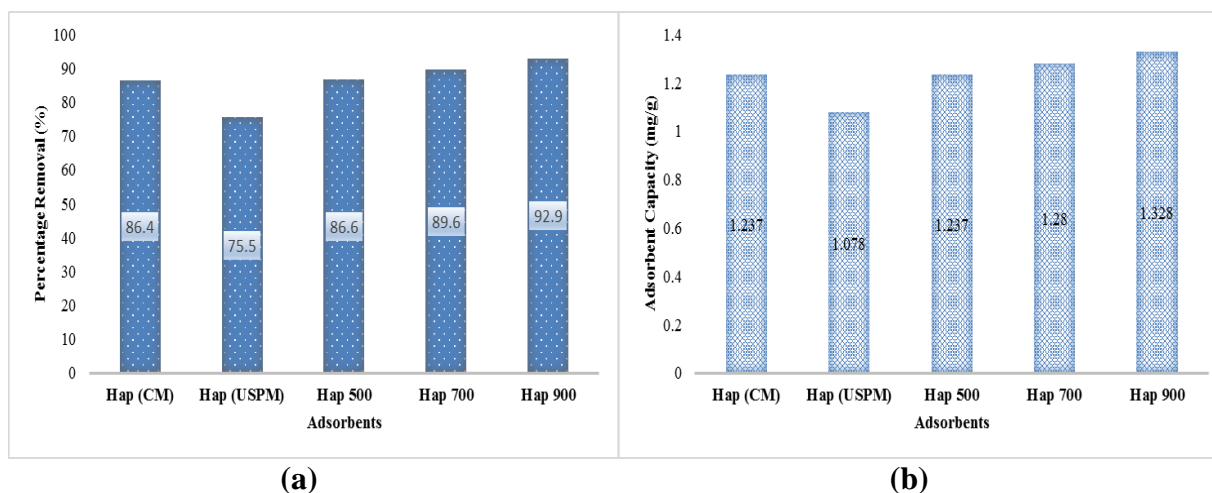 Percentage Removal (%)
100
90
80
70
60
50
40
30
20
10
0
86.4
75.5
86.6
89.6
92.9
Hap (CM)
Hap (USPM)
Hap 500
Hap 700
Hap 900
Adsorbents
(a)
Adsorbent Capacity (mg/g)
1.4
1.2
1
0.8
0.6
0.4
0.2
0
1.237
1.078
1.237
1.28
1.328
Hap (CM)
Hap (USPM)
Hap 500
Hap 700
Hap 900
Adsorbents
(b)